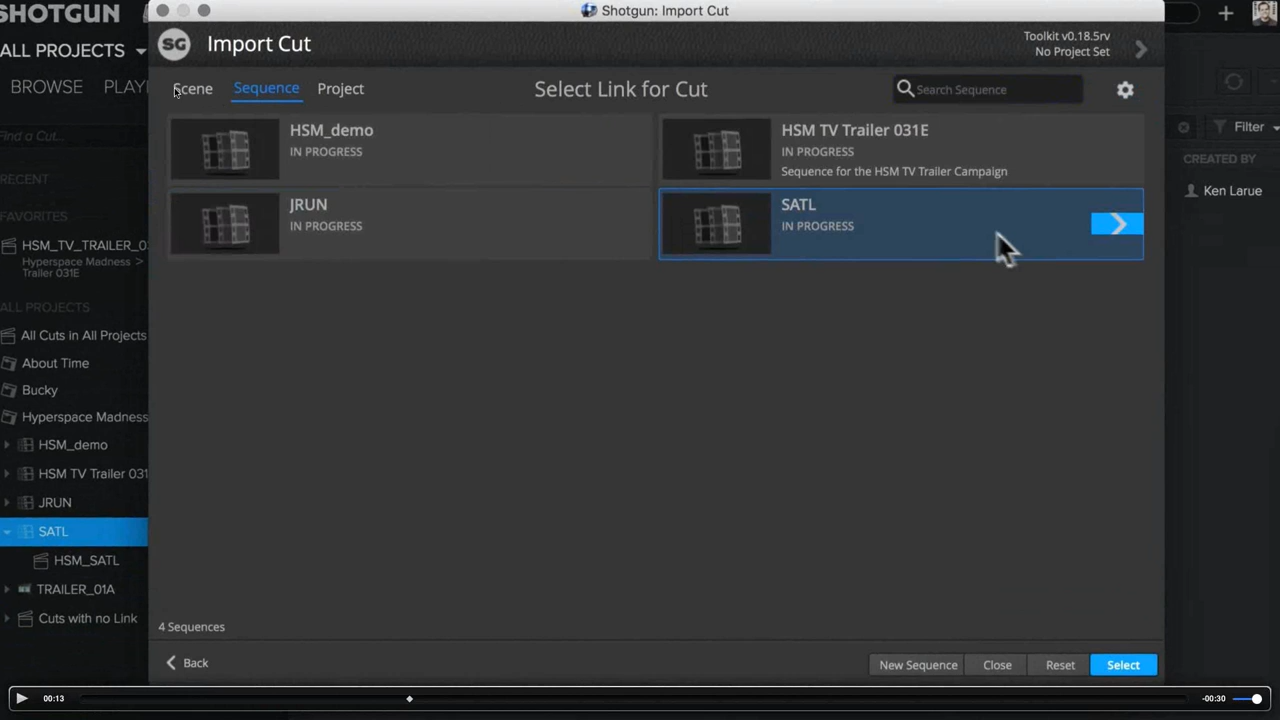 SHOTGUN
Shotgun: Import Cut
SG
Import Cut
Toolkit v0.18.5rv
No Project Set
ALL PROJECTS
BROWSE
Scene
Sequence
Project
Select Link for Cut
Search Sequence
Find a Cut...
Filter
CREATED BY
Ken Larue
RECENT
FAVORITES
HSM_TV_TRAILER_03
Hyperspace Madness >
Trailer 031E
ALL PROJECTS
All Cuts in All Projects
About Time
Bucky
Hyperspace Madness
HSM_demo
HSM TV Trailer 031
JRUN
SATL
HSM_SATL
TRAILER_01A
Cuts with no Link
HSM_demo
IN PROGRESS
HSM TV Trailer 031E
IN PROGRESS
Sequence for the HSM TV Trailer Campaign
JRUN
IN PROGRESS
SATL
IN PROGRESS
4 Sequences
Back
New Sequence
Close
Reset
Select
00:13
-00:30